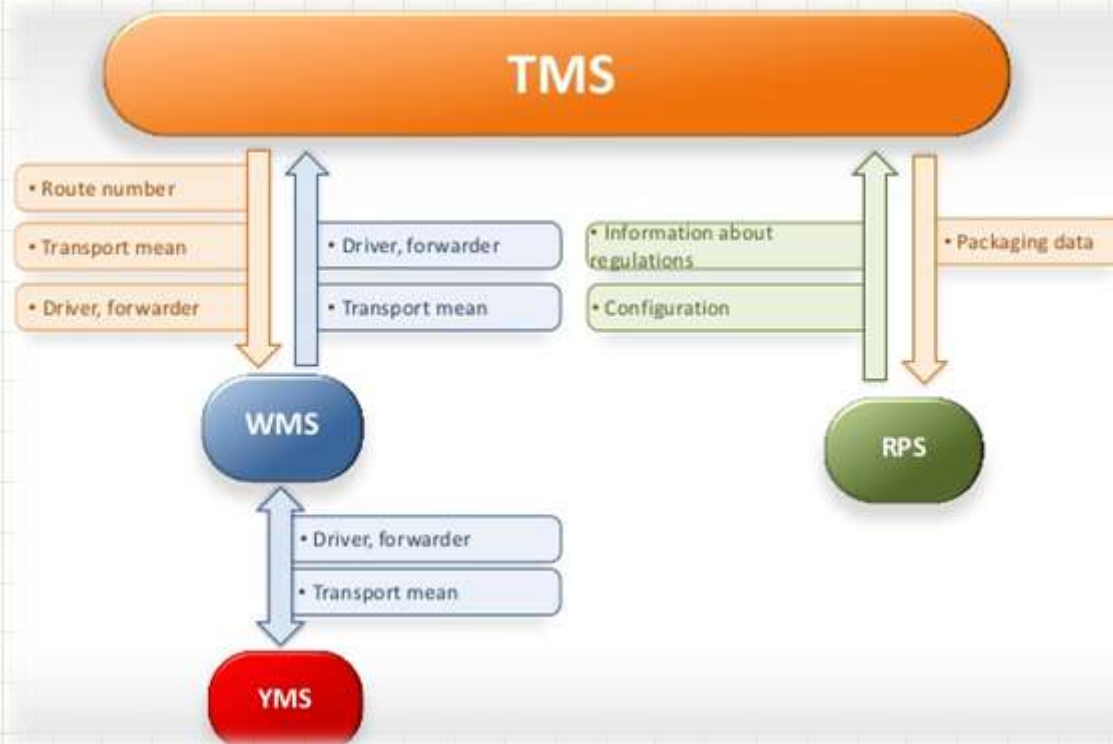 TMS
• Route number
• Transport mean
• Driver, forwarder
• Driver, forwarder
• Transport mean
• Information about
regulations
• Configuration
• Packaging data
WMS
RPS
• Driver, forwarder
• Transport mean
YMS